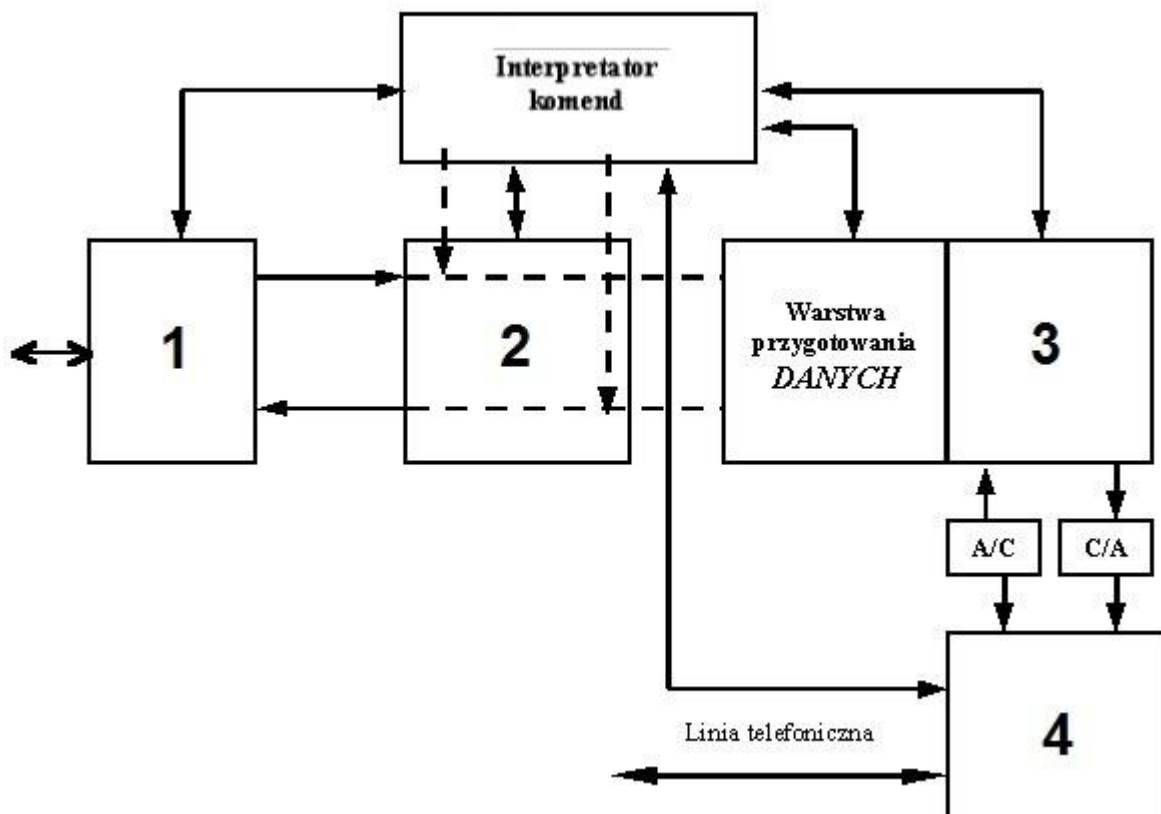 Interpretator
komend
1
2
Warstwa
przygotowania
DANYCH
3
A/C
C/A
Linia telefoniczna
4